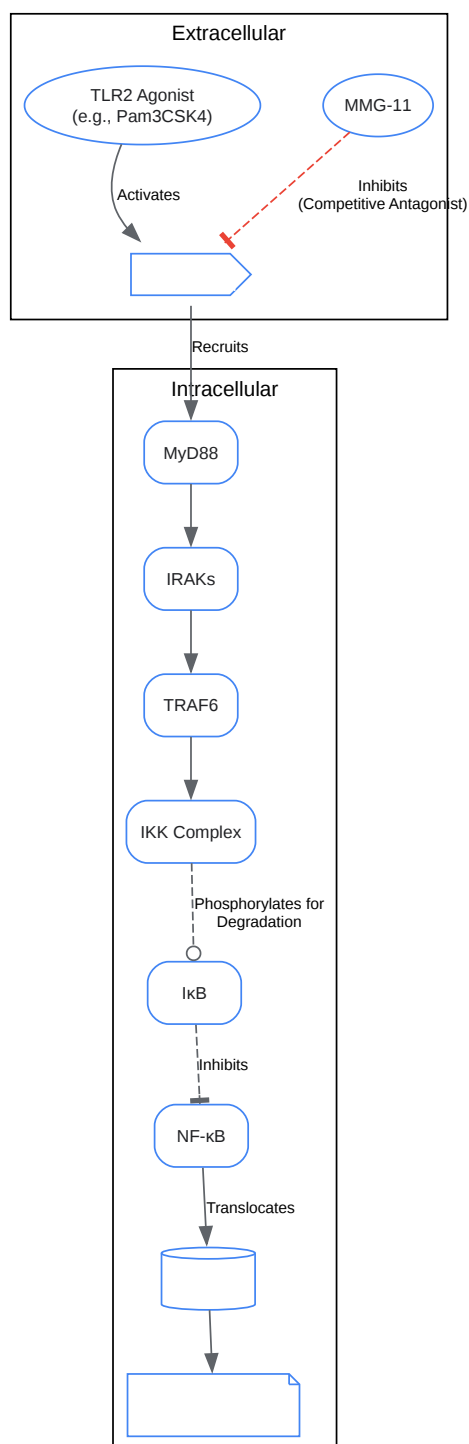 Extracellular
TLR2 Agonist
(e.g., Pam3CSK4)
MMG-11
Activates
Inhibits
(Competitive Antagonist)
Recruits
Intracellular
MyD88
IRAKs
TRAF6
IKK Complex
Phosphorylates for
Degradation
IκB
Inhibits
NF-κB
Translocates